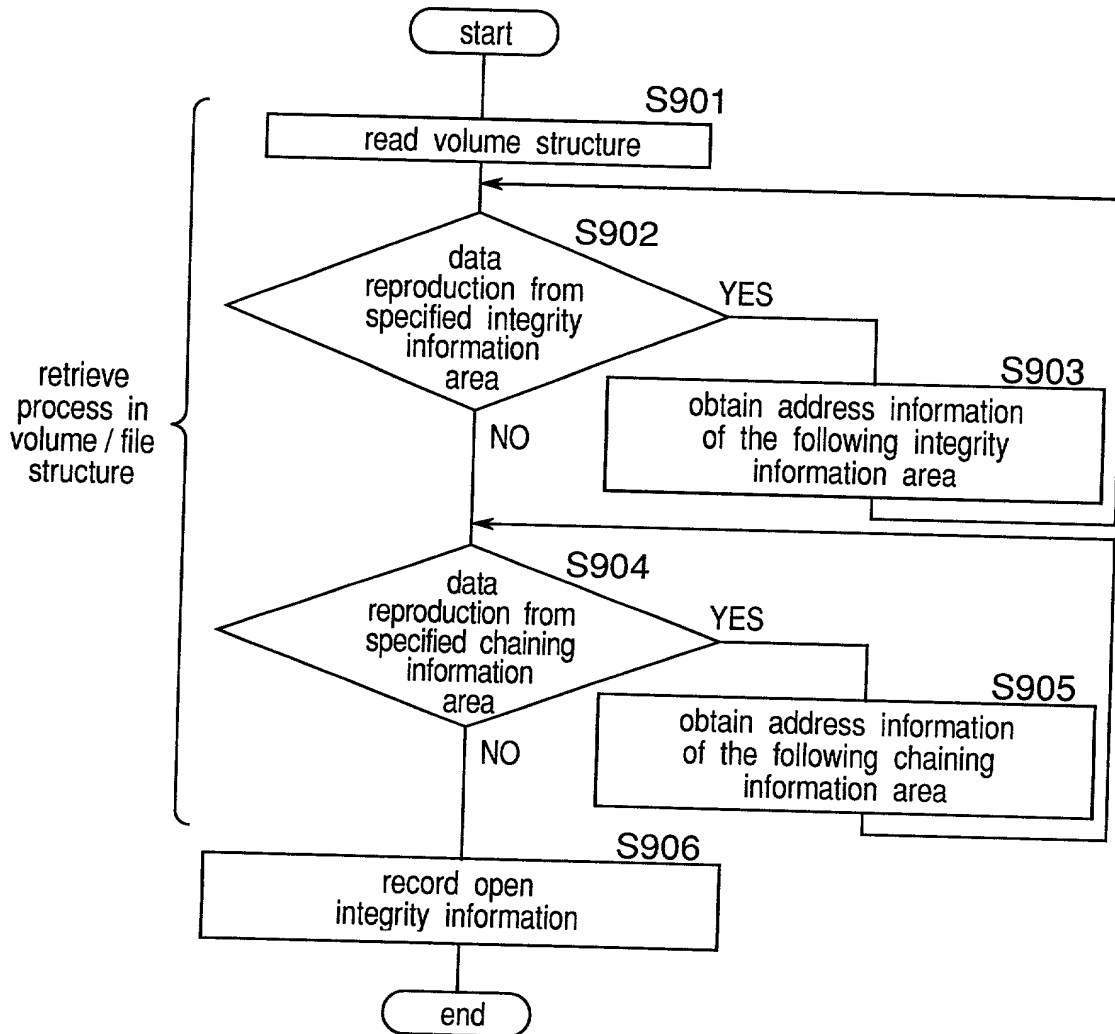 start
S901
read volume structure
S902
data
reproduction from
specified integrity
information
area
YES
NO
S903
obtain address information
of the following integrity
information area
retrieve
process in
volume / file
structure
S904
data
reproduction from
specified chaining
information
area
YES
NO
S905
obtain address information
of the following chaining
information area
S906
record open
integrity information
end